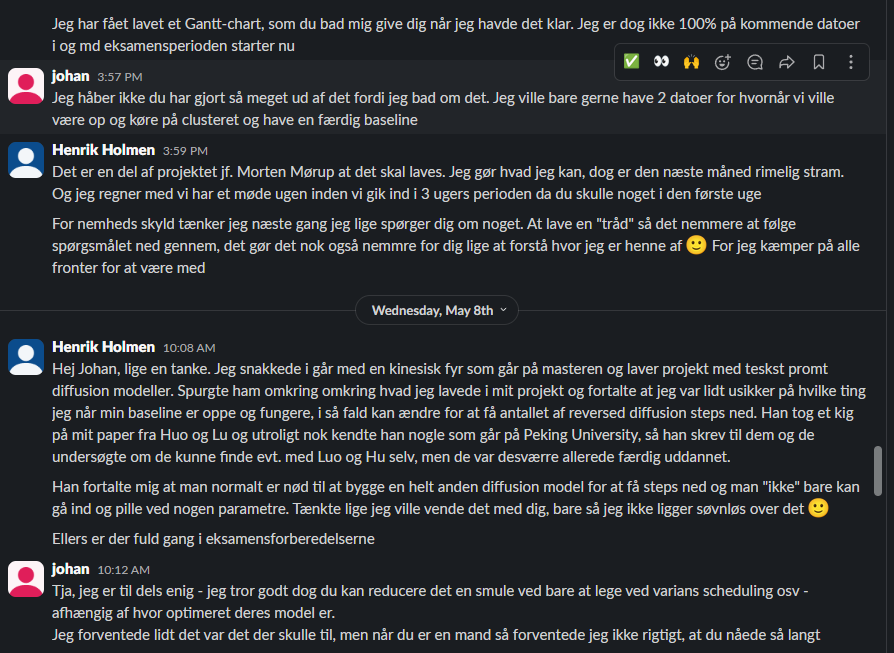 Jeg har fået lavet et Gantt-chart, som du bad mig give dig når jeg havde det klar. Jeg er dog ikke 100% på kommende datoer
i og md eksamensperioden starter nu
johan 3:57 PM
Jeg håber ikke du har gjort så meget ud af det fordi jeg bad om det. Jeg ville bare gerne have 2 datoer for hvornår vi ville
være op og køre på clusteret og have en færdig baseline
Henrik Holmen 3:59 PM
Det er en del af projektet jf. Morten Mørup at det skal laves. Jeg gør hvad jeg kan, dog er den næste måned rimelig stram.
Og jeg regner med vi har et møde ugen inden vi gik ind i 3 ugers perioden da du skulle noget i den første uge
For nemheds skyld tænker jeg næste gang jeg lige spørger dig om noget. At lave en "tråd" så det nemmere at følge
spørgsmålet ned gennem, det gør det nok også nemmre for dig lige at forstå hvor jeg er henne af 🙂 For jeg kæmper på alle
fronter for at være med
Wednesday, May 8th
Henrik Holmen 10:08 AM
Hej Johan, lige en tanke. Jeg snakkede i går med en kinesisk fyr som går på masteren og laver projekt med teskst promt
diffusion modeller. Spurgte ham omkring omkring hvad jeg lavede i mit projekt og fortalte at jeg var lidt usikker på hvilke ting
jeg når min baseline er oppe og fungere, i så fald kan ændre for at få antallet af reversed diffusion steps ned. Han tog et kig
på mit paper fra Huo og Lu og utroligt nok kendte han nogle som går på Peking University, så han skrev til dem og de
undersøgte om de kunne finde evt. med Luo og Hu selv, men de var desværre allerede færdig uddannet.
Han fortalte mig at man normalt er nød til at bygge en helt anden diffusion model for at få steps ned og man "ikke" bare kan
gå ind og pille ved nogen parametre. Tænkte lige jeg ville vende det med dig, bare så jeg ikke ligger søvnløs over det 🙂
Ellers er der fuld gang i eksamensforberedelserne
johan 10:12 AM
Tja, jeg er til dels enig - jeg tror godt dog du kan reducere det en smule ved bare at lege ved varians scheduling osv -
afhængig af hvor optimeret deres model er.
Jeg forventede lidt det var det der skulle til, men når du er en mand så forventede jeg ikke rigtigt, at du nåede så langt